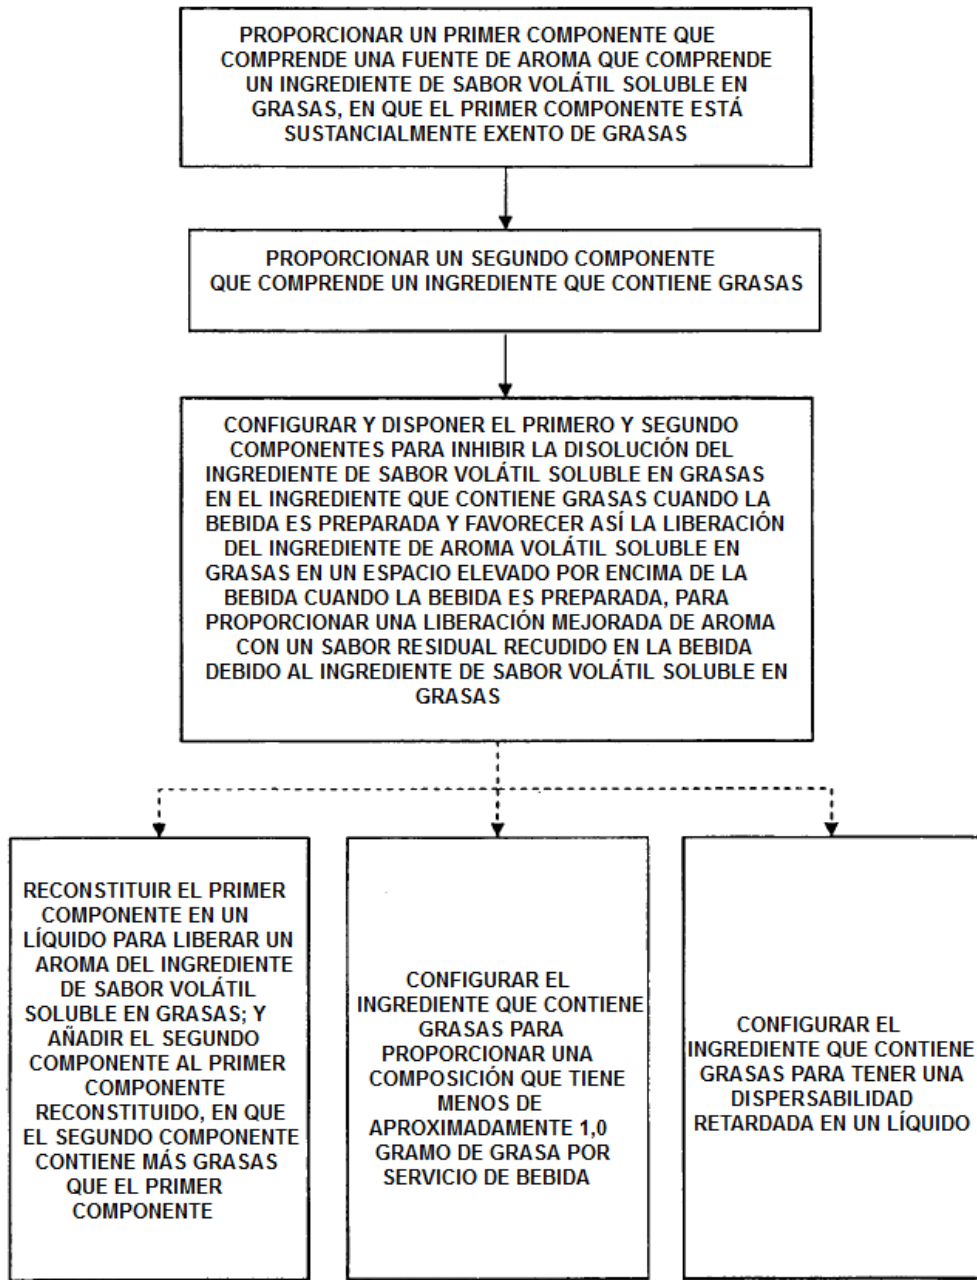 PROPORCIONAR UN PRIMER COMPONENTE QUE
COMPRENDE UNA FUENTE DE AROMA QUE COMPRENDE
UN INGREDIENTE DE SABOR VOLÁTIL SOLUBLE EN
GRASAS, EN QUE EL PRIMER COMPONENTE ESTÁ
SUSTANCIALMENTE EXENTO DE GRASAS
PROPORCIONAR UN SEGUNDO COMPONENTE
QUE COMPRENDE UN INGREDIENTE QUE CONTIENE GRASAS
CONFIGURAR Y DISPONER EL PRIMERO Y SEGUNDO
COMPONENTES PARA INHIBIR LA DISOLUCIÓN DEL
INGREDIENTE DE SABOR VOLÁTIL SOLUBLE EN GRASAS
EN EL INGREDIENTE QUE CONTIENE GRASAS CUANDO LA
BEBIDA ES PREPARADA Y FAVORECER ASÍ LA LIBERACIÓN
DEL INGREDIENTE DE AROMA VOLÁTIL SOLUBLE EN
GRASAS EN UN ESPACIO ELEVADO POR ENCIMA DE LA
BEBIDA CUANDO LA BEBIDA ES PREPARADA, PARA
PROPORCIONAR UNA LIBERACIÓN MEJORADA DE AROMA
CON UN SABOR RESIDUAL RECUDIDO EN LA BEBIDA
DEBIDO AL INGREDIENTE DE SABOR VOLÁTIL SOLUBLE EN
GRASAS
RECONSTITUIR EL PRIMER
COMPONENTE EN UN
LÍQUIDO PARA LIBERAR UN
AROMA DEL INGREDIENTE
DE SABOR VOLÁTIL
SOLUBLE EN GRASAS; Y
AÑADIR EL SEGUNDO
COMPONENTE AL PRIMER
COMPONENTE
RECONSTITUIDO, EN QUE
EL SEGUNDO COMPONENTE
CONTIENE MÁS GRASAS
QUE EL PRIMER
COMPONENTE
CONFIGURAR EL
INGREDIENTE QUE CONTIENE
GRASAS PARA
PROPORCIONAR UNA
COMPOSICIÓN QUE TIENE
MENOS DE
APROXIMADAMENTE 1,0
GRAMO DE GRASA POR
SERVICIO DE BEBIDA
CONFIGURAR EL
INGREDIENTE QUE CONTIENE
GRASAS PARA TENER UNA
DISPERSABILIDAD
RETARDADA EN UN LÍQUIDO